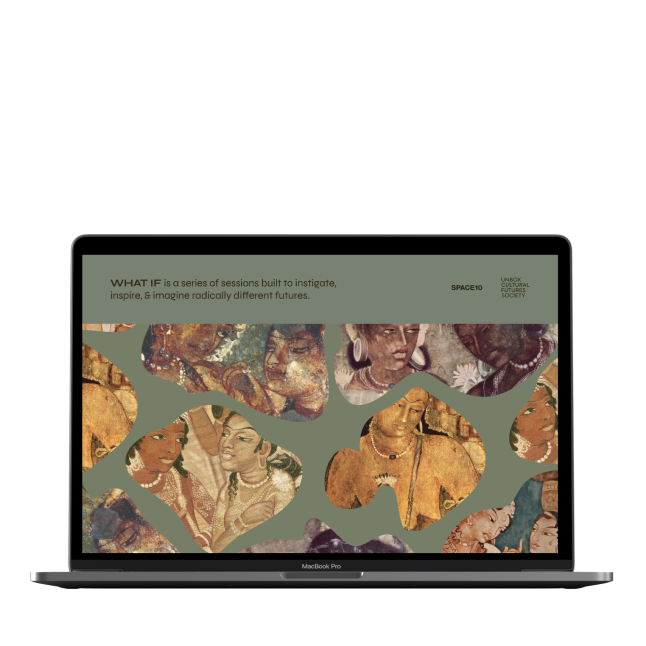 WHAT IF is a series of sessions built to instigate,
inspire, & imagine radically different futures.
SPACE10
UNBOX
CULTURAL
FUTURES
SOCIETY
MacBook Pro